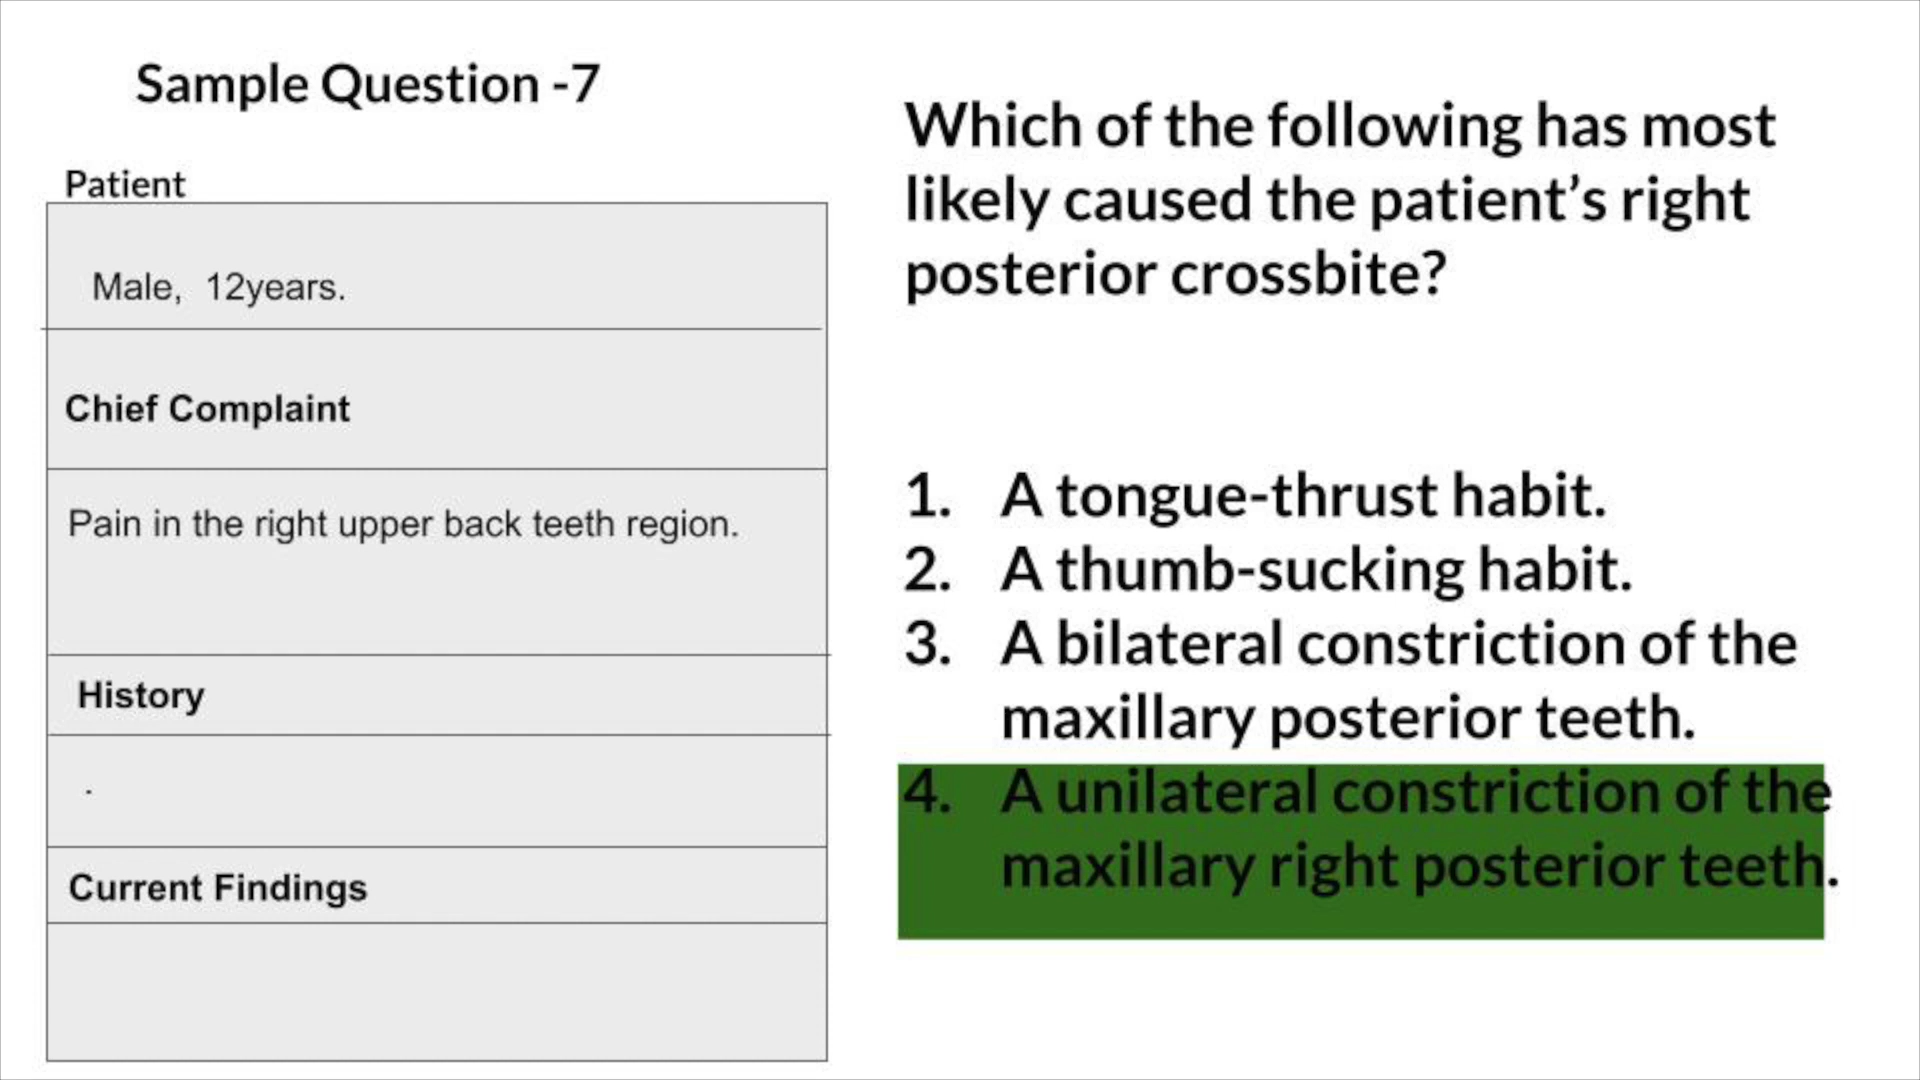 Sample Question -7
Patient
Male,  12years.
Chief Complaint
Pain in the right upper back teeth region.
History
.
Current Findings
Which of the following has most
likely caused the patient’s right
posterior crossbite?
1. A tongue-thrust habit.
2. A thumb-sucking habit.
3. A bilateral constriction of the
maxillary posterior teeth.
4. A unilateral constriction of the
maxillary right posterior teeth.